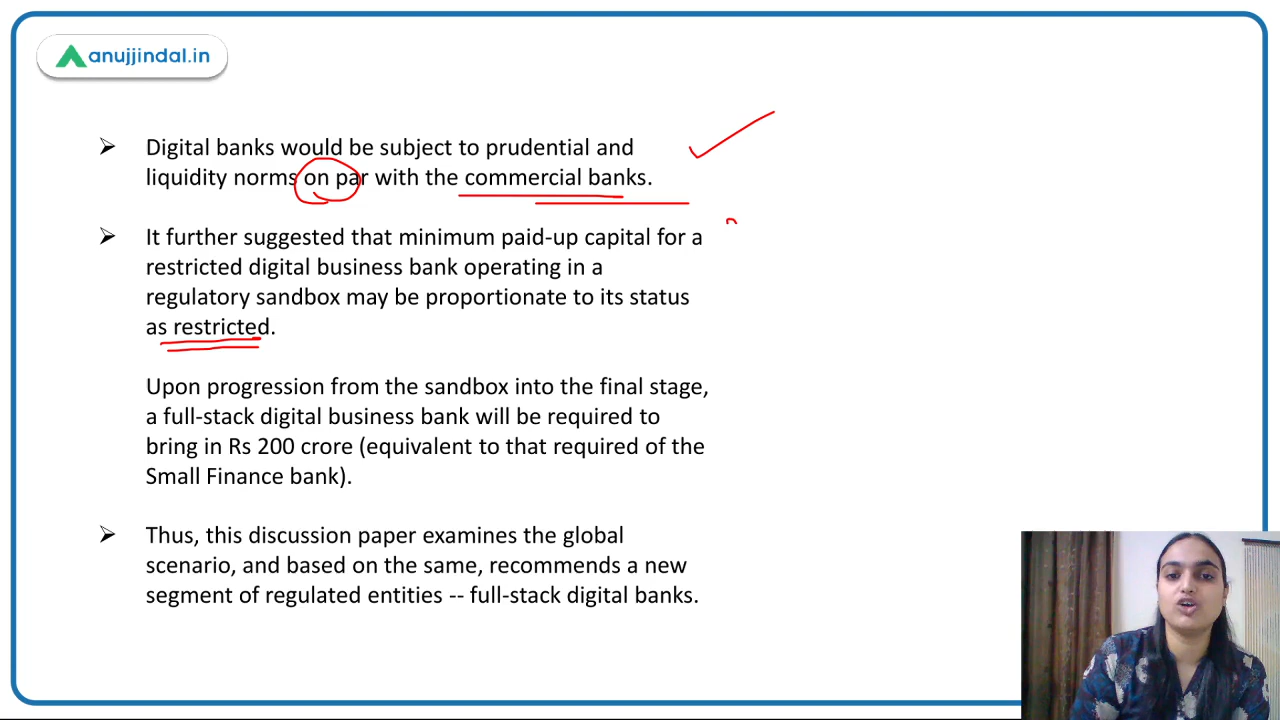 anujjindal.in
➢ Digital banks would be subject to prudential and
liquidity norms on par with the commercial banks.
➢ It further suggested that minimum paid-up capital for a
restricted digital business bank operating in a
regulatory sandbox may be proportionate to its status
as restricted.
Upon progression from the sandbox into the final stage,
a full-stack digital business bank will be required to
bring in Rs 200 crore (equivalent to that required of the
Small Finance bank).
➢ Thus, this discussion paper examines the global
scenario, and based on the same, recommends a new
segment of regulated entities -- full-stack digital banks.